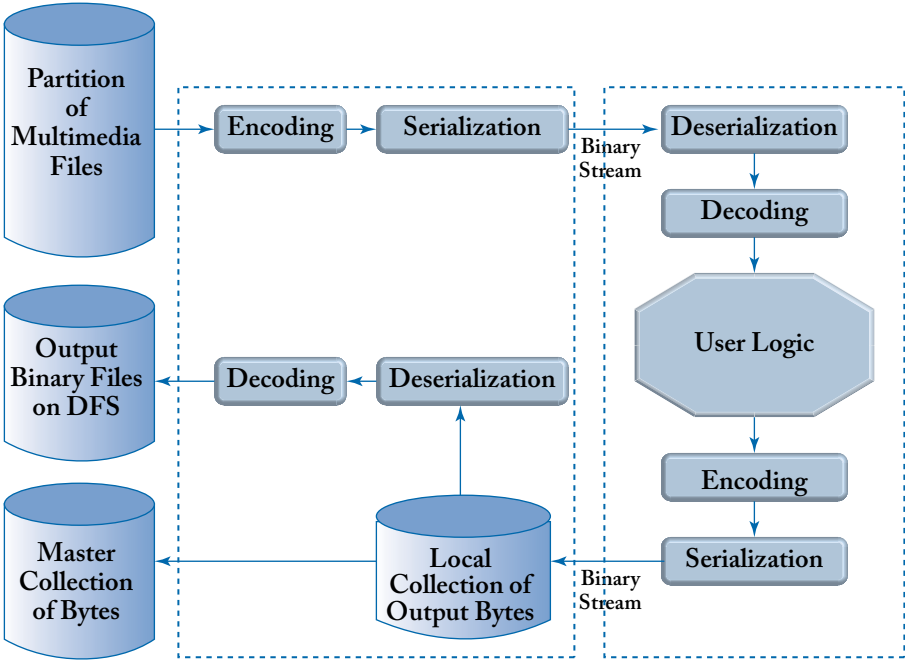 Partition
of
Multimedia
Files
Encoding
Serialization
Binary
Stream
Deserialization
Decoding
User Logic
Encoding
Serialization
Binary
Stream
Local
Collection of
Output Bytes
Deserialization
Decoding
Output
Binary Files
on DFS
Master
Collection
of Bytes